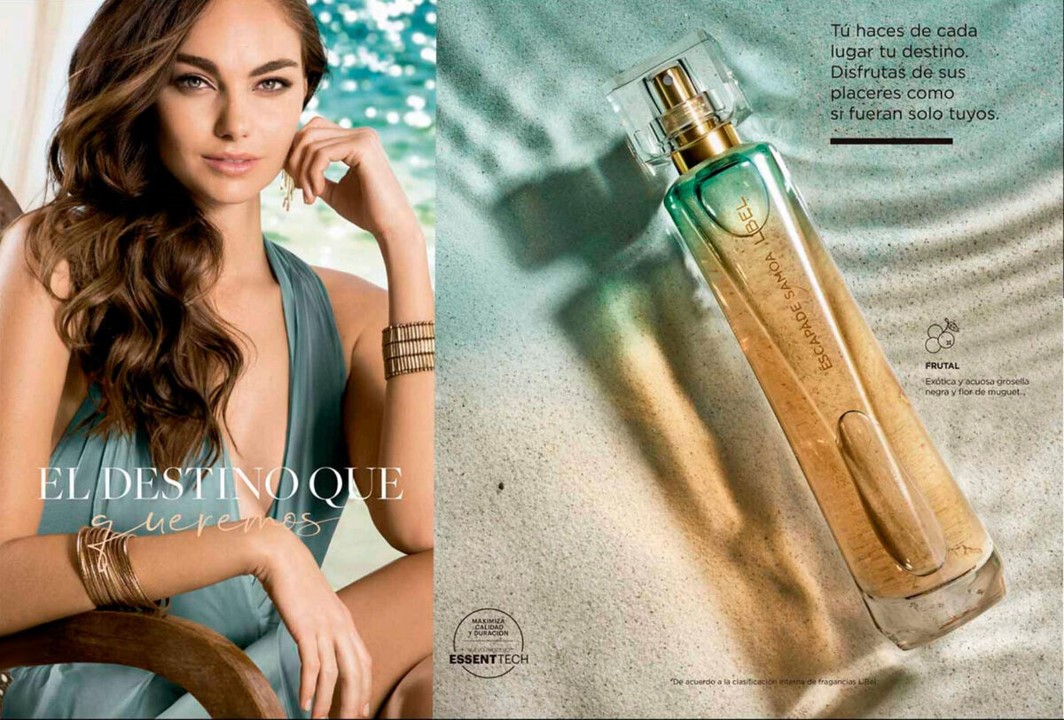 EL DESTINO QUE
queremos
Tú haces de cada
lugar tu destino.
Disfrutas de sus
placeres como
si fueran solo tuyos.
L'BEL
ESCAPADE SAMOA
FRUTAL
Exótica y acuosa grosella
negra y flor de muguet...
MAXIMIZA
CALIDAD
Y DURACIÓN
ESSENTTECH
*De acuerdo a la clasificación interna de fragancias L'Bel.